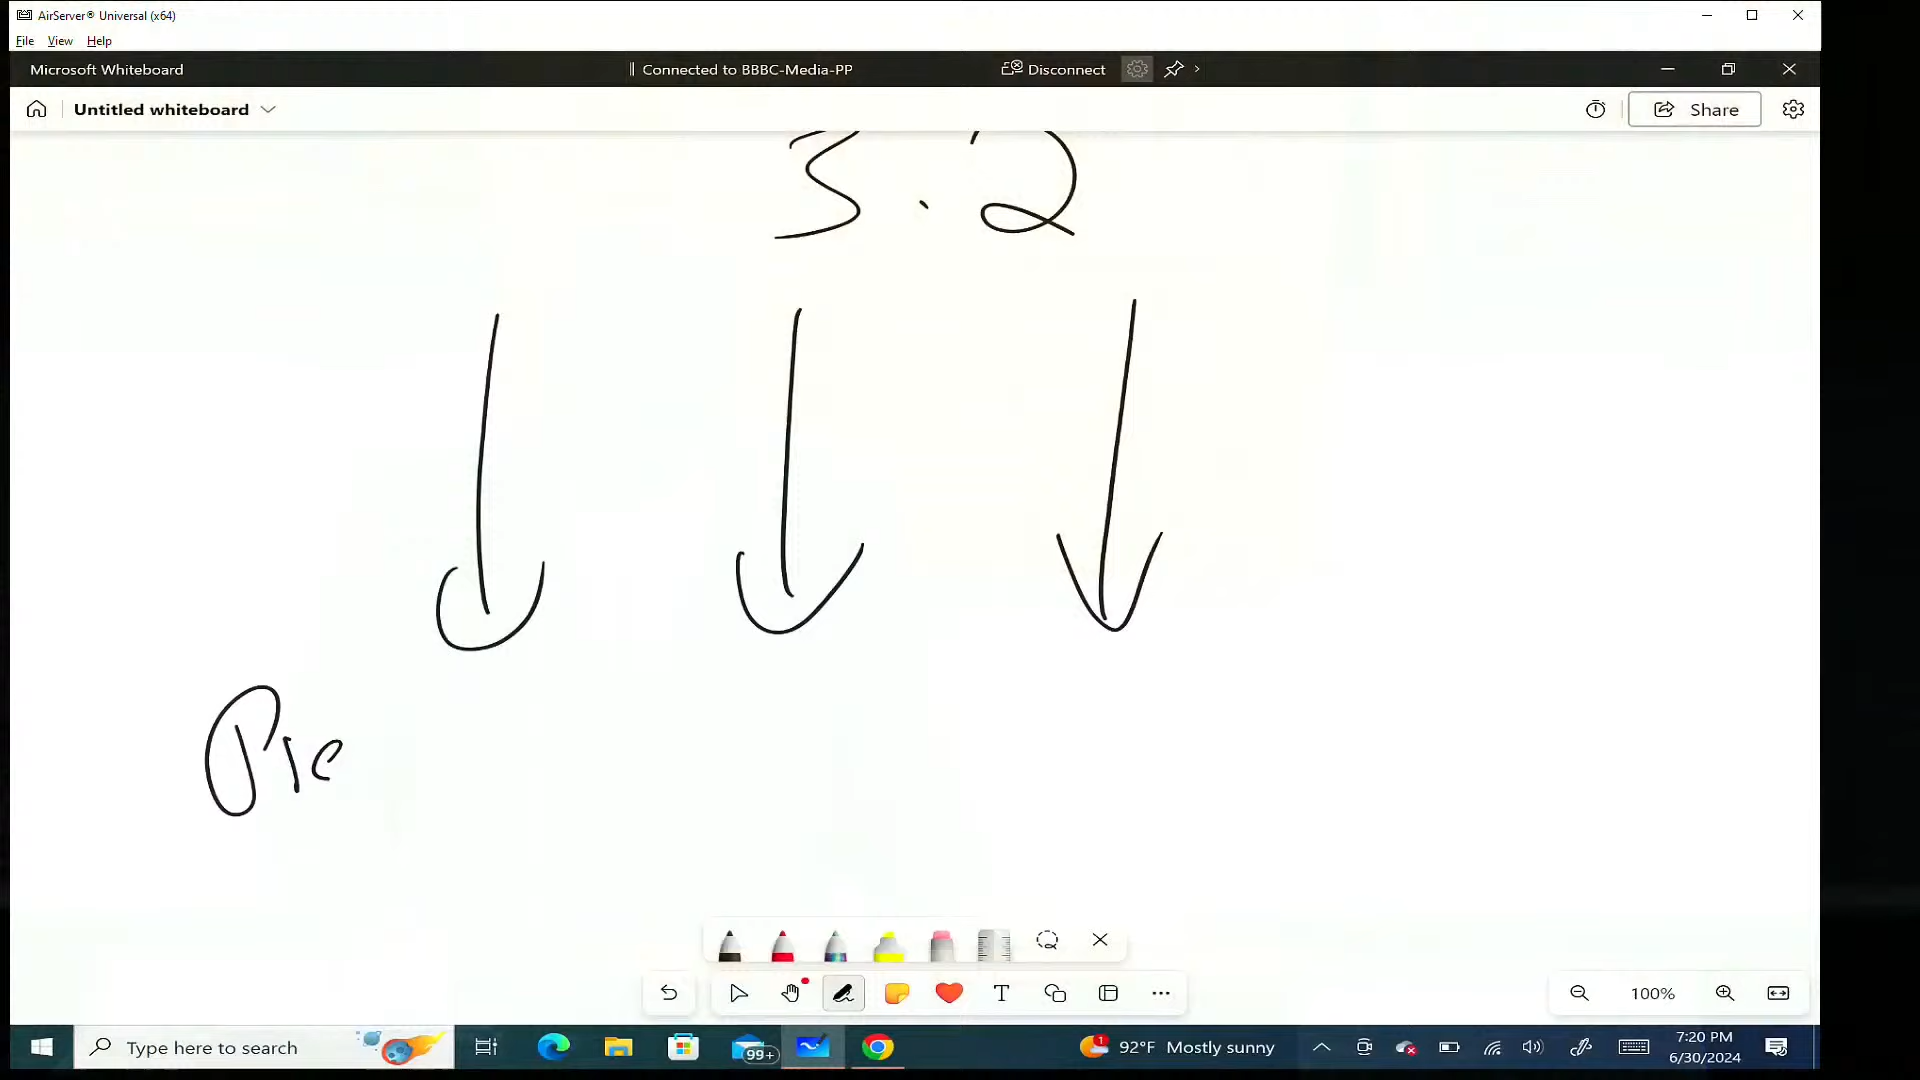 AirServer® Universal (x64)
File View Help
Microsoft Whiteboard Connected to BBBC-Media-PP Disconnect
Untitled whiteboard Share
3.2
Pre
T
100%
Type here to search 99+ 1 92°F Mostly sunny 7:20 PM
6/30/2024